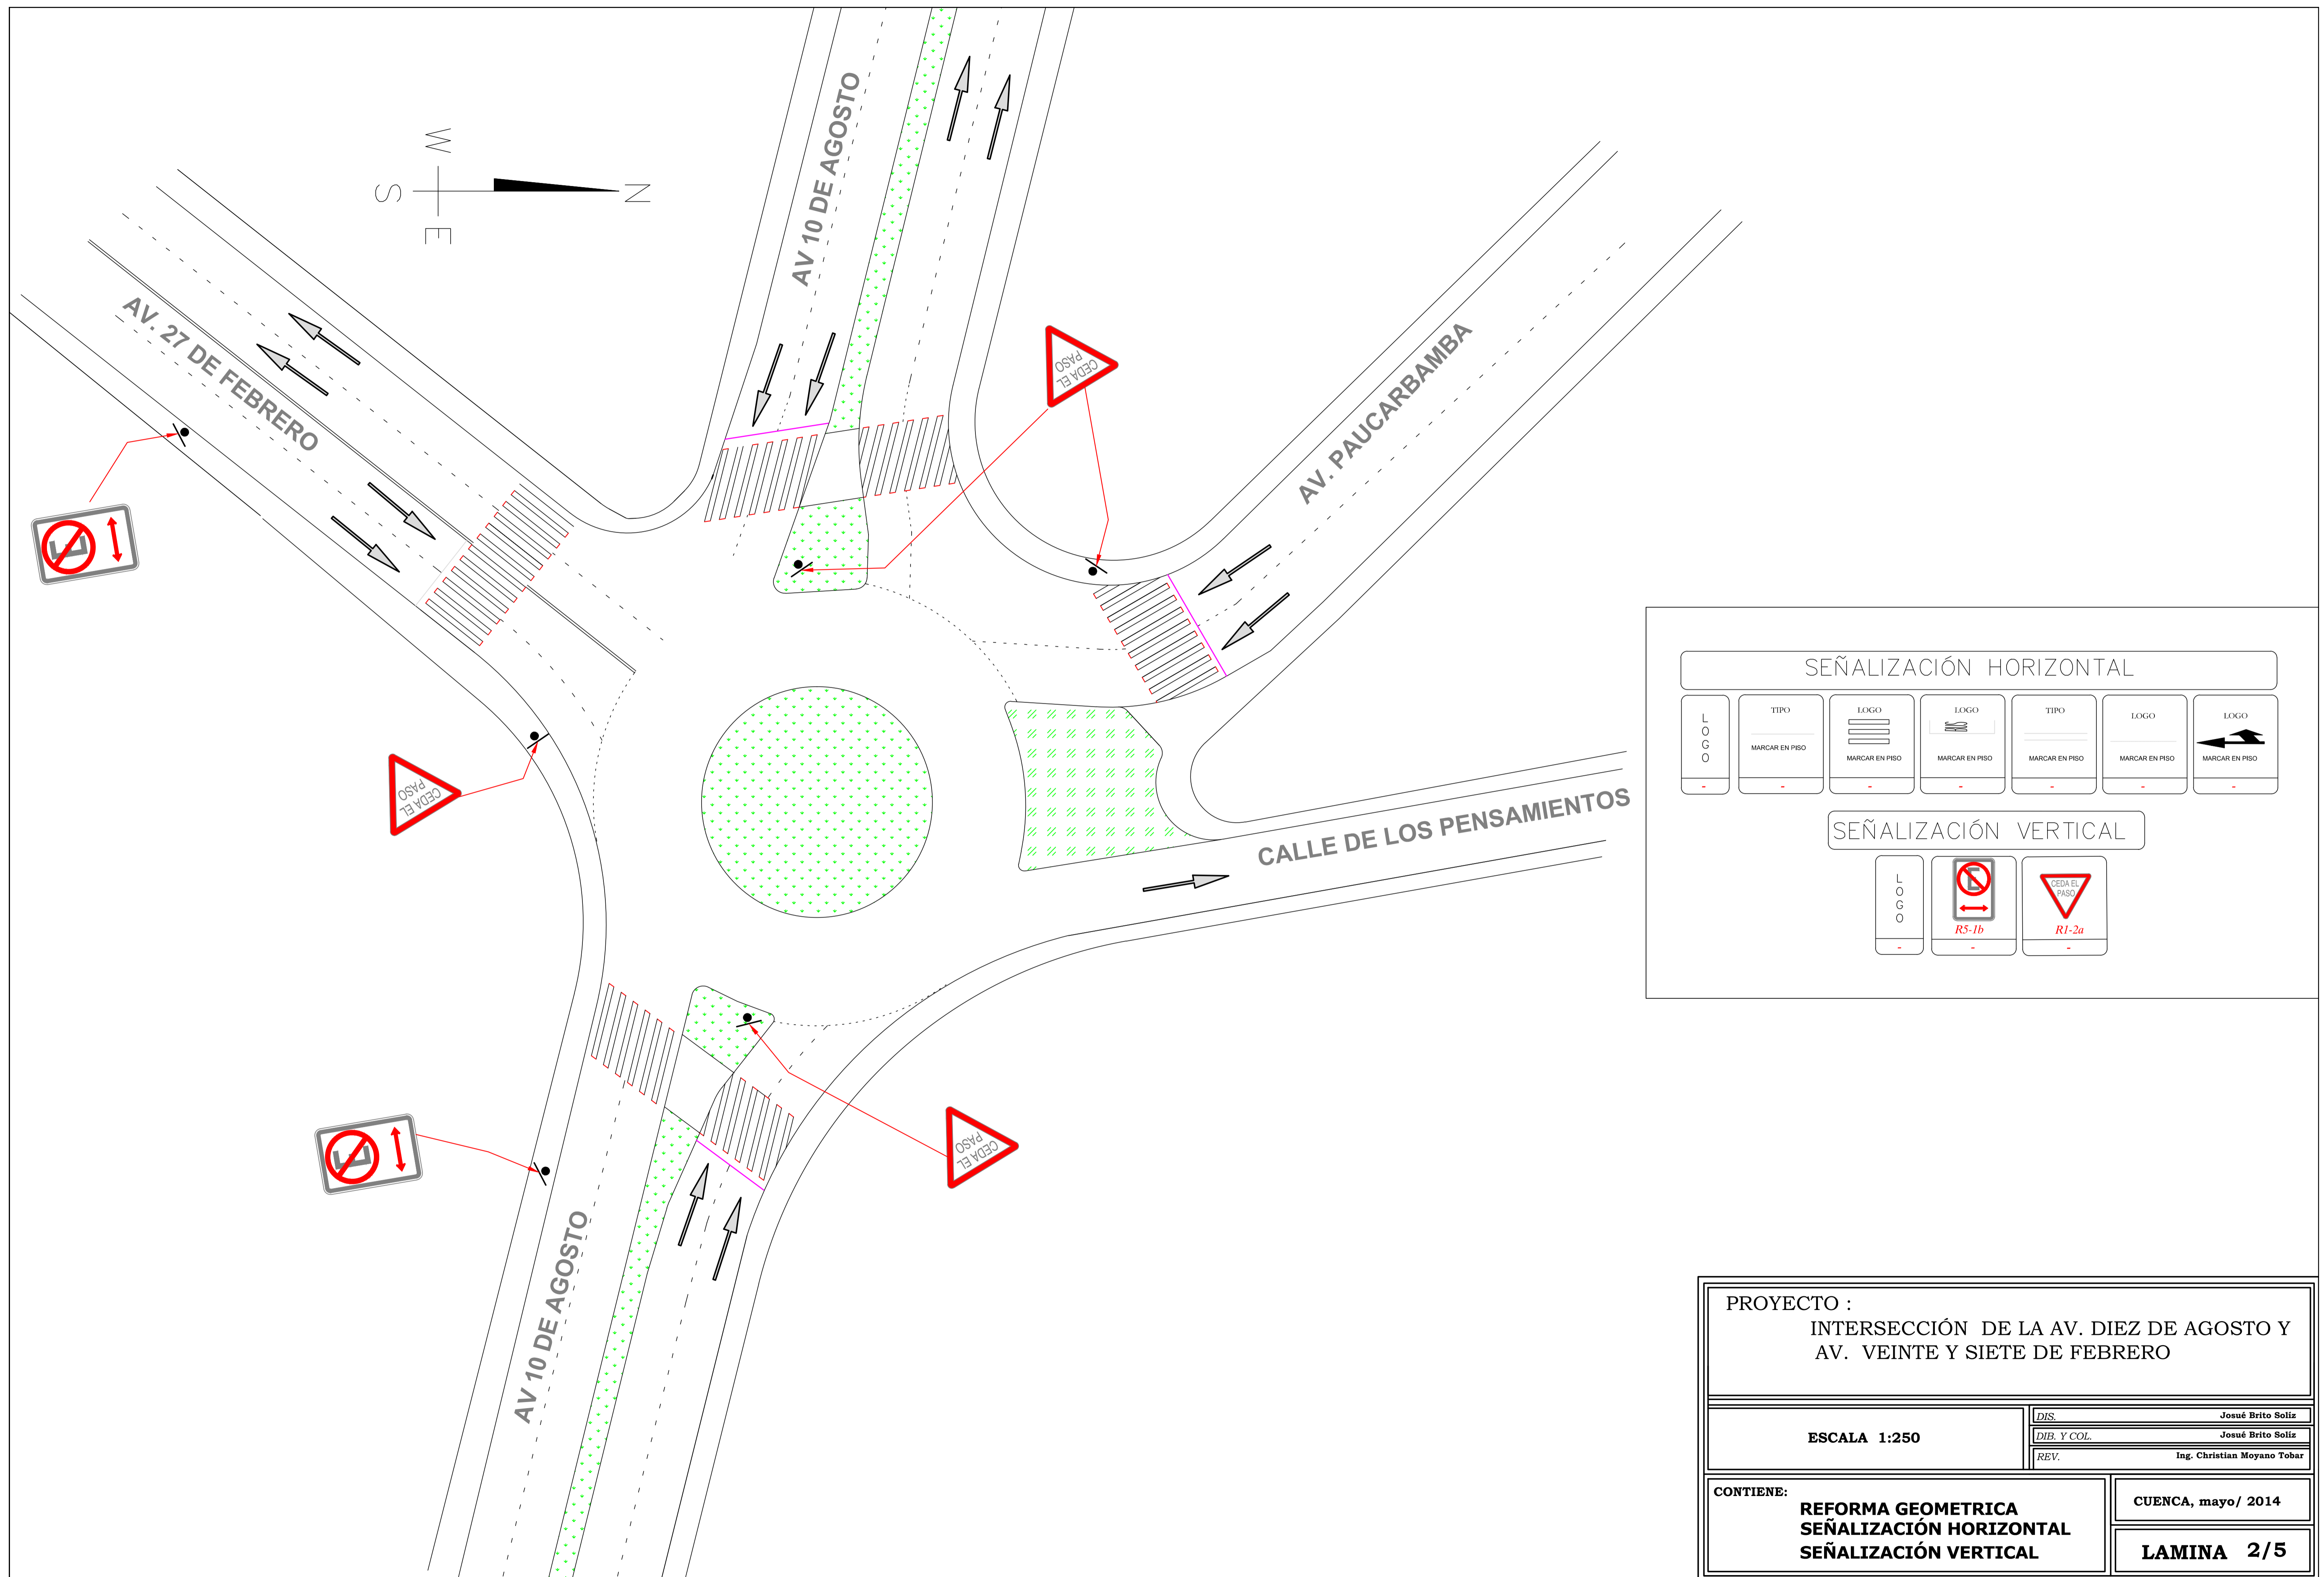 AV 10 DE AGOSTO
W
S
N
E
AV. 27 DE FEBRERO
AV. PAUCARBAMBA
CEDA EL
PASO
E
CEDA EL
PASO
CALLE DE LOS PENSAMIENTOS
CEDA EL
PASO
E
AV 10 DE AGOSTO
SEÑALIZACIÓN HORIZONTAL
LOGO
-
TIPO
MARCAR EN PISO
-
LOGO
MARCAR EN PISO
-
LOGO
MARCAR EN PISO
-
TIPO
MARCAR EN PISO
-
LOGO
MARCAR EN PISO
-
LOGO
MARCAR EN PISO
-
SEÑALIZACIÓN VERTICAL
LOGO
-
E
R5-1b
-
CEDA EL
PASO
R1-2a
-
PROYECTO :
INTERSECCIÓN DE LA AV. DIEZ DE AGOSTO Y
AV. VEINTE Y SIETE DE FEBRERO
ESCALA 1:250
DIS. Josué Brito Solíz
DIB. Y COL. Josué Brito Solíz
REV. Ing. Christian Moyano Tobar
CONTIENE:
REFORMA GEOMETRICA
SEÑALIZACIÓN HORIZONTAL
SEÑALIZACIÓN VERTICAL
CUENCA, mayo/ 2014
LAMINA 2/5